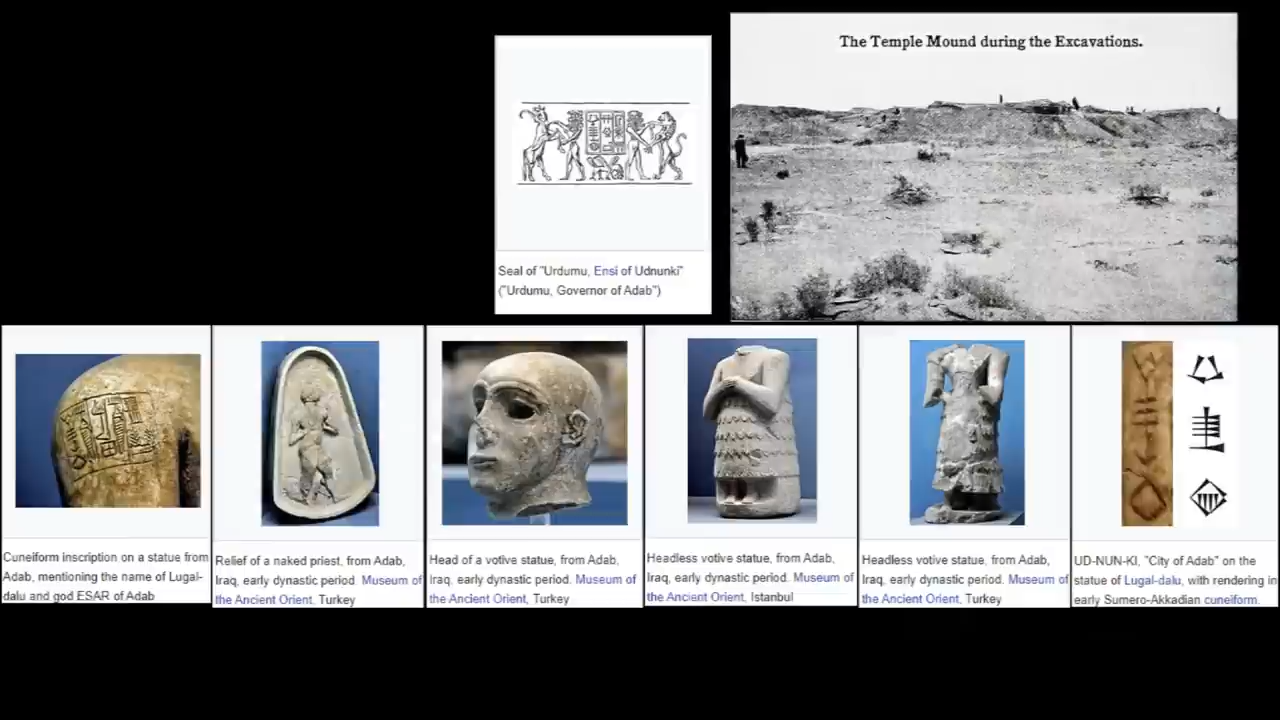 The Temple Mound during the Excavations.
Seal of "Urdumu, Ensi of Udnunki"
("Urdumu, Governor of Adab")
Cuneiform inscription on a statue from
Adab, mentioning the name of Lugal-
dalu and god ESAR of Adab
Relief of a naked priest, from Adab,
Iraq, early dynastic period. Museum of
the Ancient Orient, Turkey
Head of a votive statue, from Adab,
Iraq, early dynastic period. Museum of
the Ancient Orient, Turkey
Headless votive statue, from Adab,
Iraq, early dynastic period. Museum of
the Ancient Orient, Istanbul
Headless votive statue, from Adab,
Iraq, early dynastic period. Museum of
the Ancient Orient, Turkey
UD-NUN-KI, "City of Adab" on the
statue of Lugal-dalu, with rendering in
early Sumero-Akkadian cuneiform.